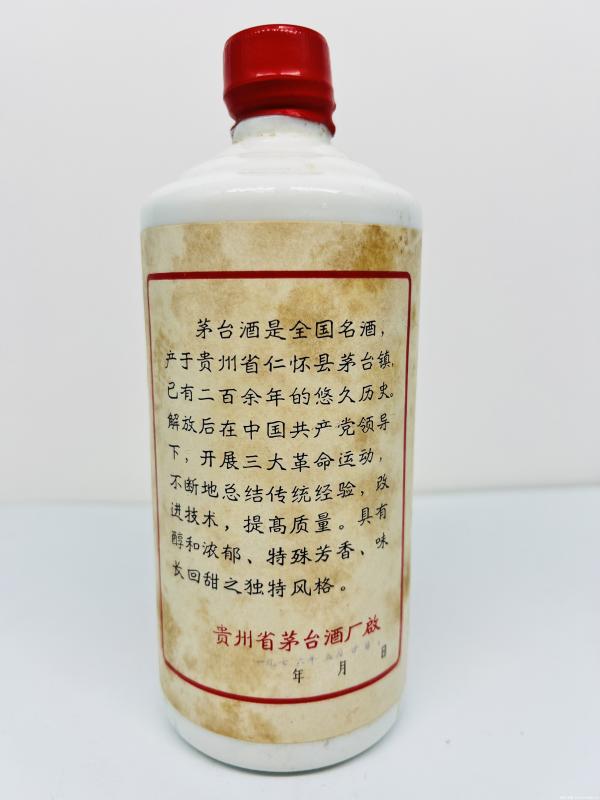 茅台酒是全国名酒，
产于贵州省仁怀县茅台镇，
已有二百余年的悠久历史。
解放后在中国共产党领导
下，开展三大革命运动，
不断地总结传统经验，改
进技术，提高质量。具有
醇和浓郁、特殊芳香、味
长回甜之独特风格。
贵州省茅台酒厂啟
年 月 日